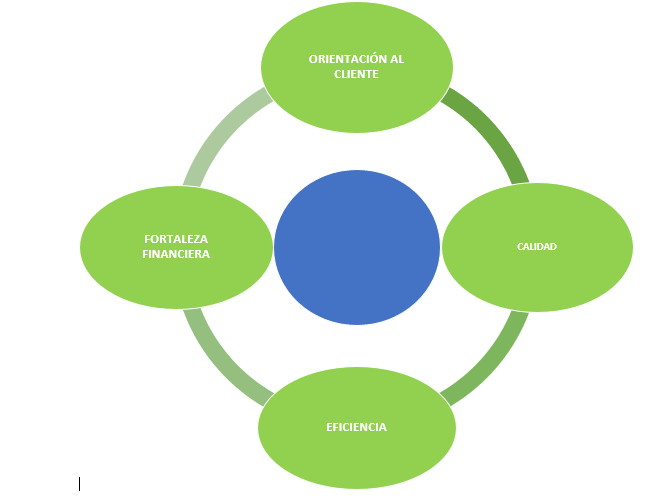 ORIENTACIÓN AL
CLIENTE
FORTALEZA
FINANCIERA
CALIDAD
EFICIENCIA